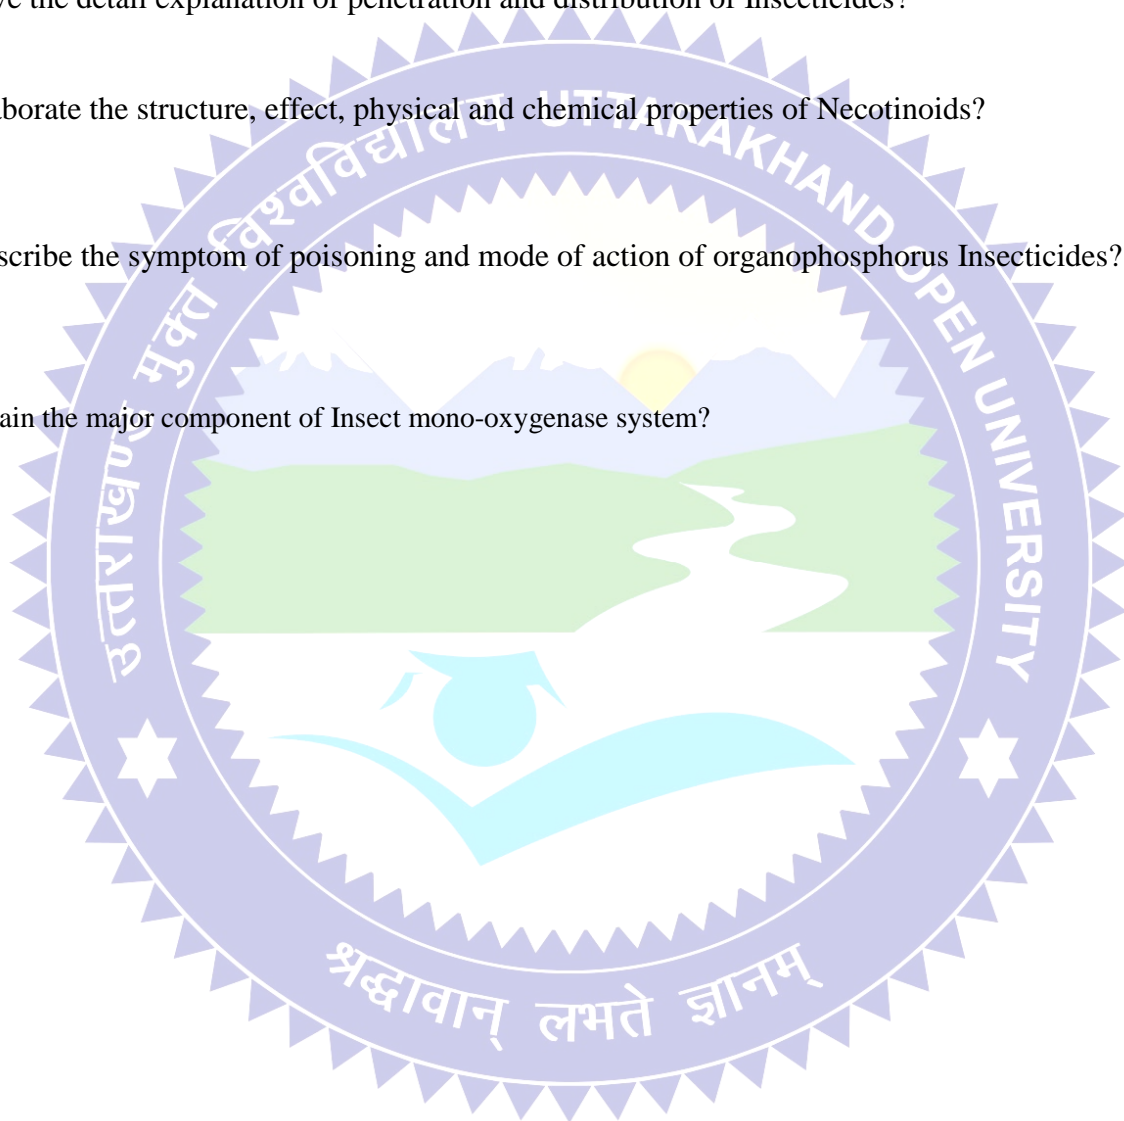 ve the detail explanation of penetration and distribution of Insecticides?
aborate the structure, effect, physical and chemical properties of Necotinoids?
scribe the symptom of poisoning and mode of action of organophosphorus Insecticides?
ain the major component of Insect mono-oxygenase system?
उत्तराखण्ड मुक्त विश्वविद्यालय
UTTARAKHAND OPEN UNIVERSITY
श्रद्धावान् लभते ज्ञानम्